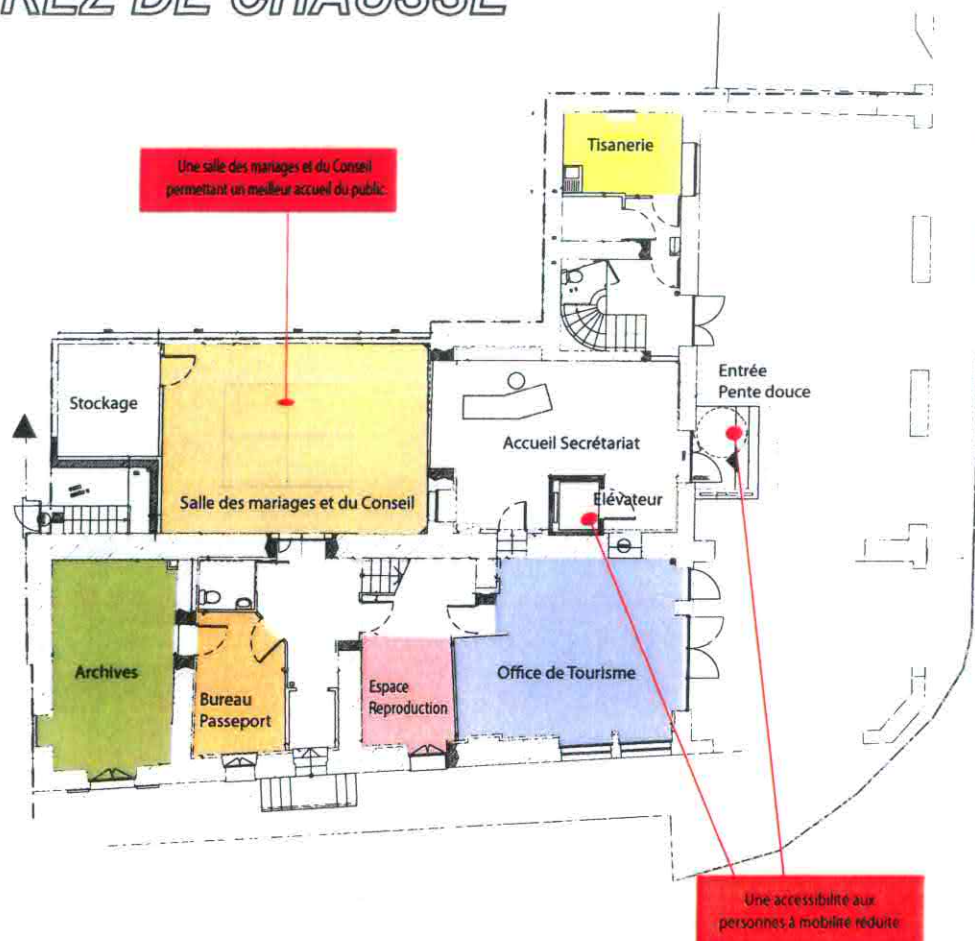 REZ DE CHAUSSE
Tisanerie
Une salle des mariages et du Conseil
permettant un meilleur accueil du public
Entrée
Pente douce
Stockage
Accueil Secrétariat
Elévateur
Salle des mariages et du Conseil
Archives
Bureau
Passeport
Espace
Reproduction
Office de Tourisme
Une accessibilité aux
personnes à mobilité réduite